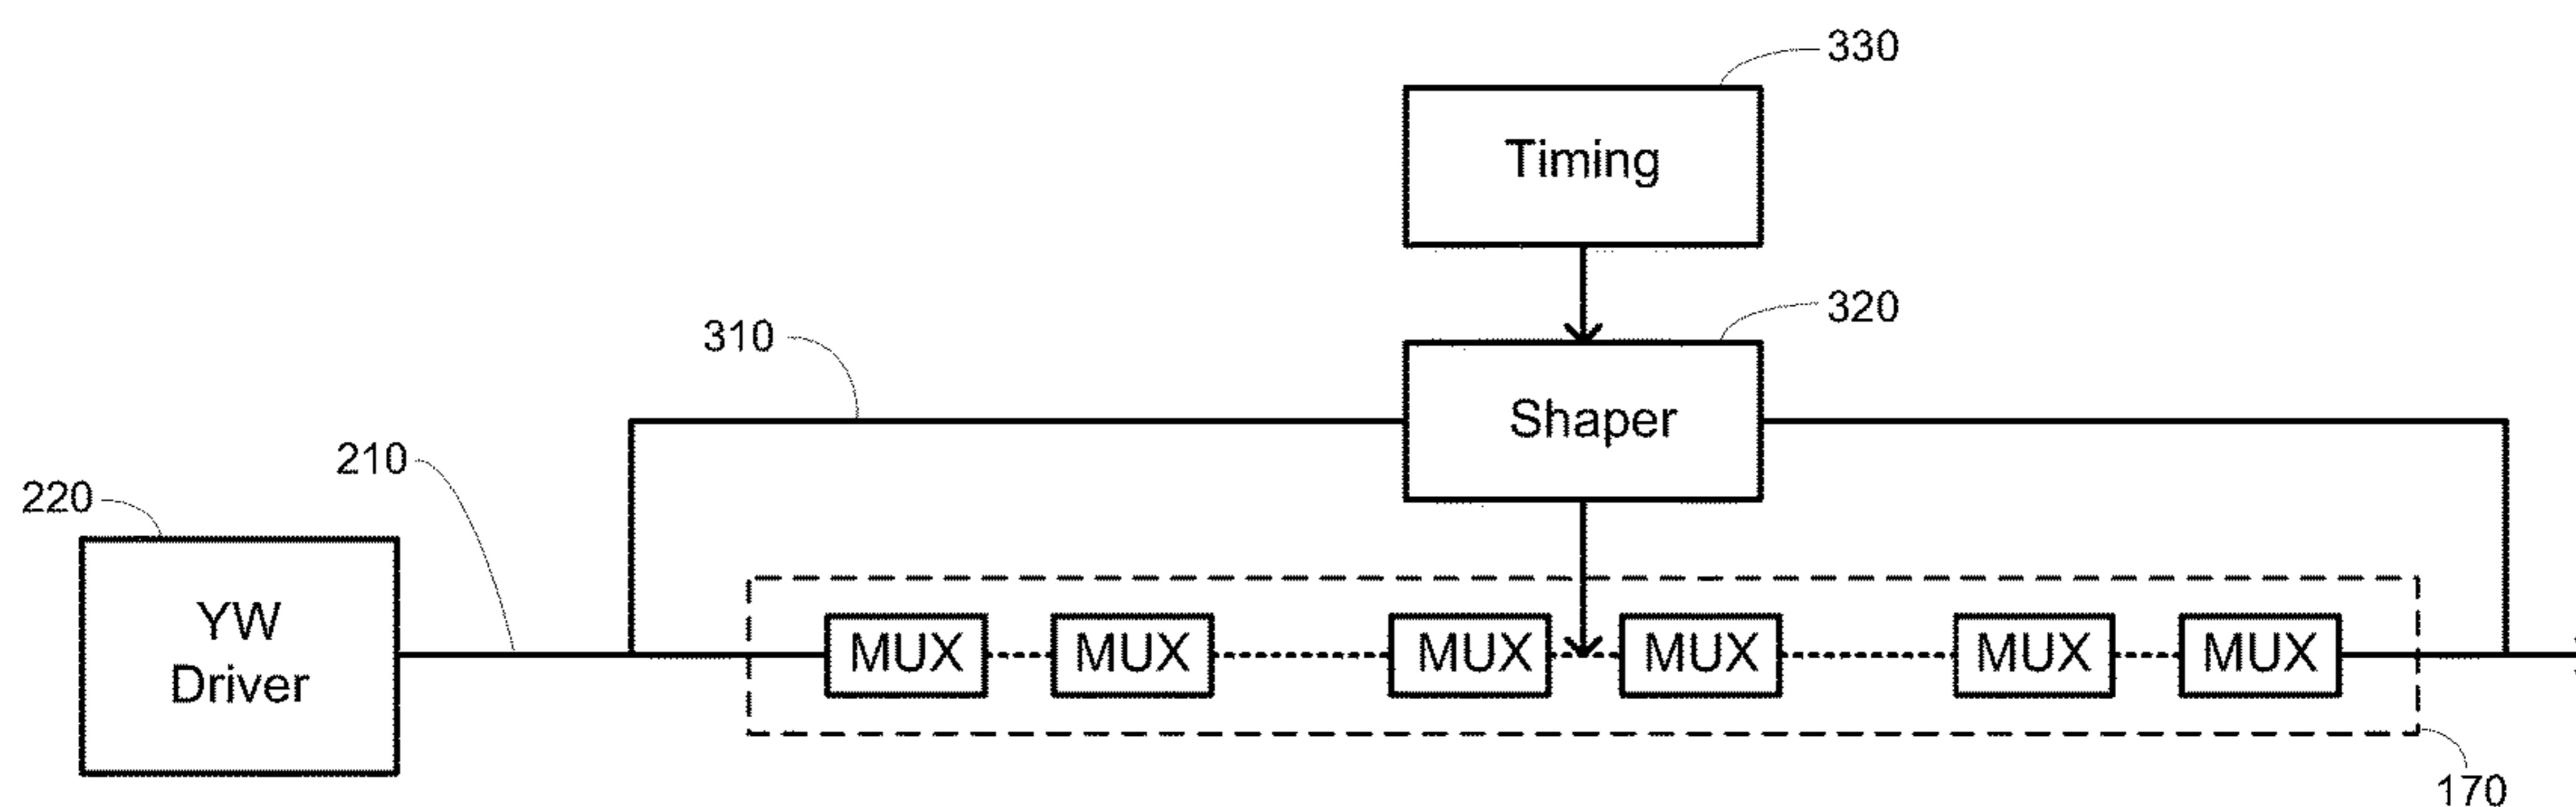 330
Timing
320
310
Shaper
210
220
YW
Driver
MUX MUX MUX MUX MUX MUX
170